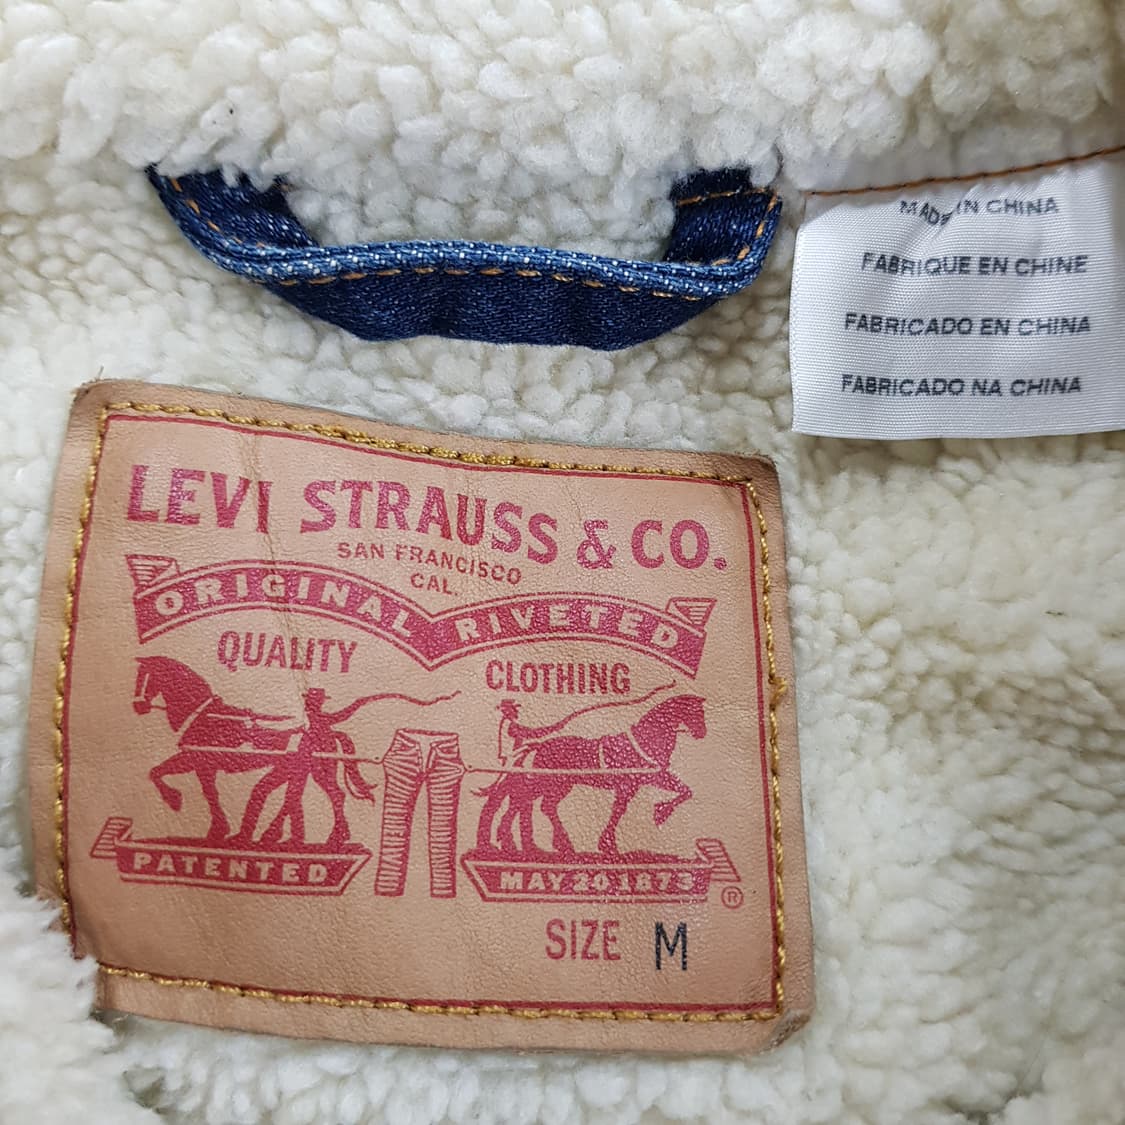 MADE IN CHINA
FABRIQUE EN CHINE
FABRICADO EN CHINA
FABRICADO NA CHINA
LEVI STRAUSS & CO.
SAN FRANCISCO
CAL.
ORIGINAL RIVETED
QUALITY CLOTHING
PATENTED MAY 20 1873 ®
SIZE M